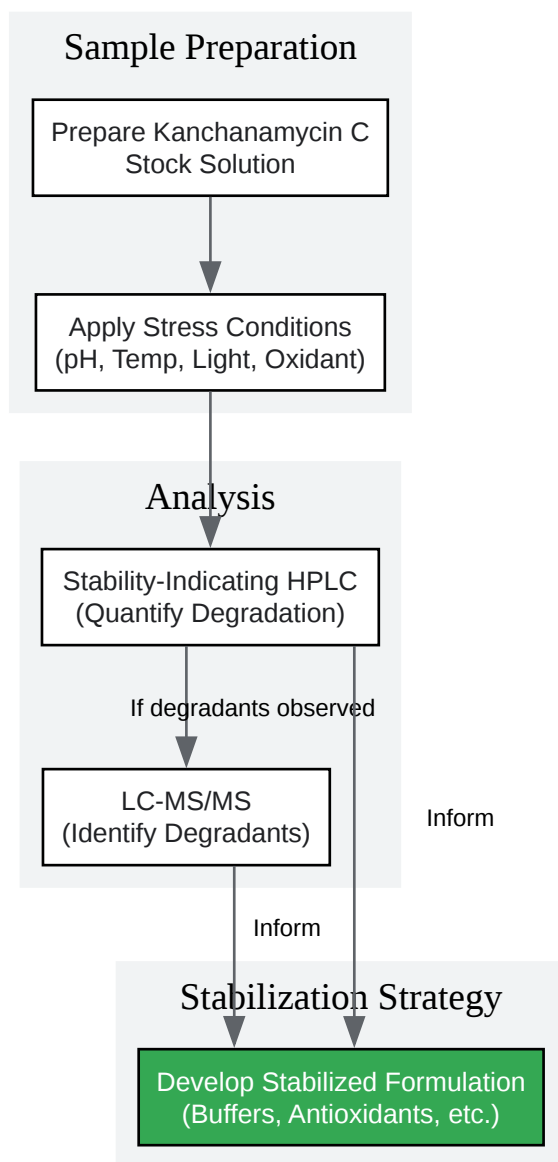 Sample Preparation
Prepare Kanchanamycin C
Stock Solution
Apply Stress Conditions
(pH, Temp, Light, Oxidant)
Analysis
Stability-Indicating HPLC
(Quantify Degradation)
If degradants observed
LC-MS/MS
(Identify Degradants)
Inform
Inform
Stabilization Strategy
Develop Stabilized Formulation
(Buffers, Antioxidants, etc.)